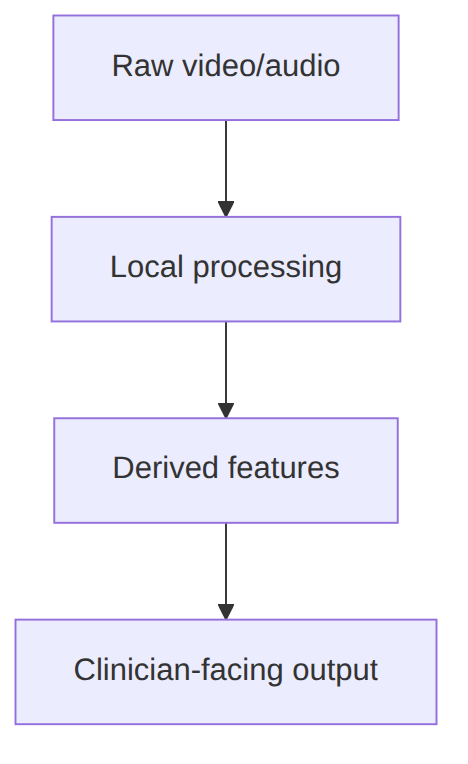 Raw video/audio
Local processing
Derived features
Clinician-facing output